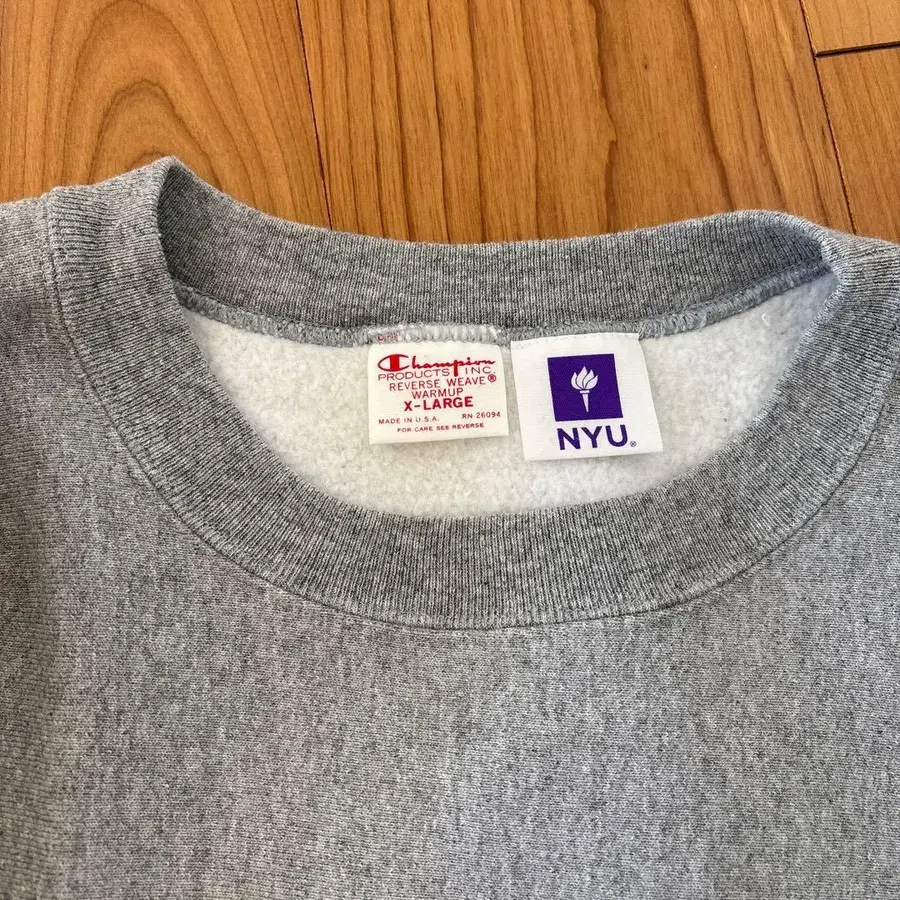 Champion
PRODUCTS INC.
REVERSE WEAVE®
WARMUP
X-LARGE
MADE IN U.S.A. RN 26094
FOR CARE SEE REVERSE
NYU®